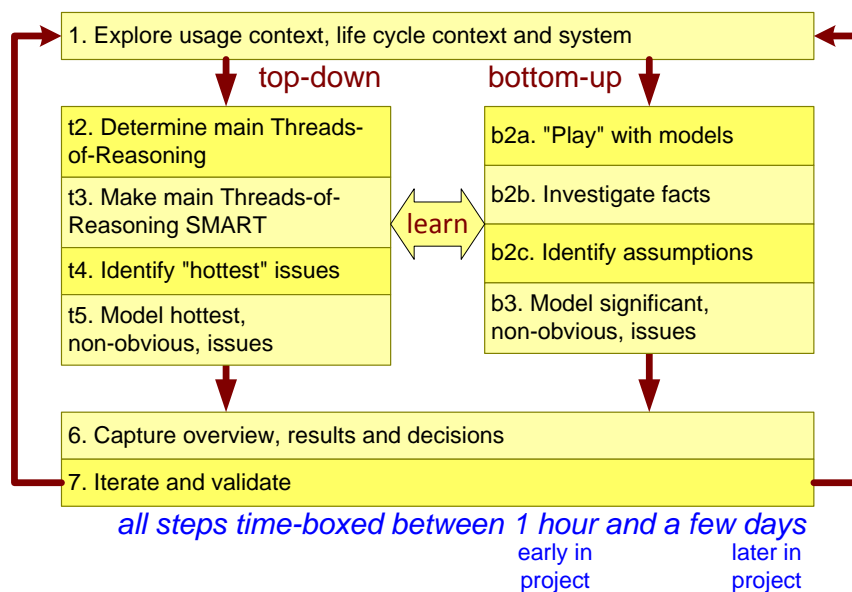 1. Explore usage context, life cycle context and system
top-down
bottom-up
t2. Determine main Threads-
of-Reasoning
t3. Make main Threads-of-
Reasoning SMART
t4. Identify "hottest" issues
t5. Model hottest,
non-obvious, issues
learn
b2a. "Play" with models
b2b. Investigate facts
b2c. Identify assumptions
b3. Model significant,
non-obvious, issues
6. Capture overview, results and decisions
7. Iterate and validate
all steps time-boxed between 1 hour and a few days
early in
project
later in
project